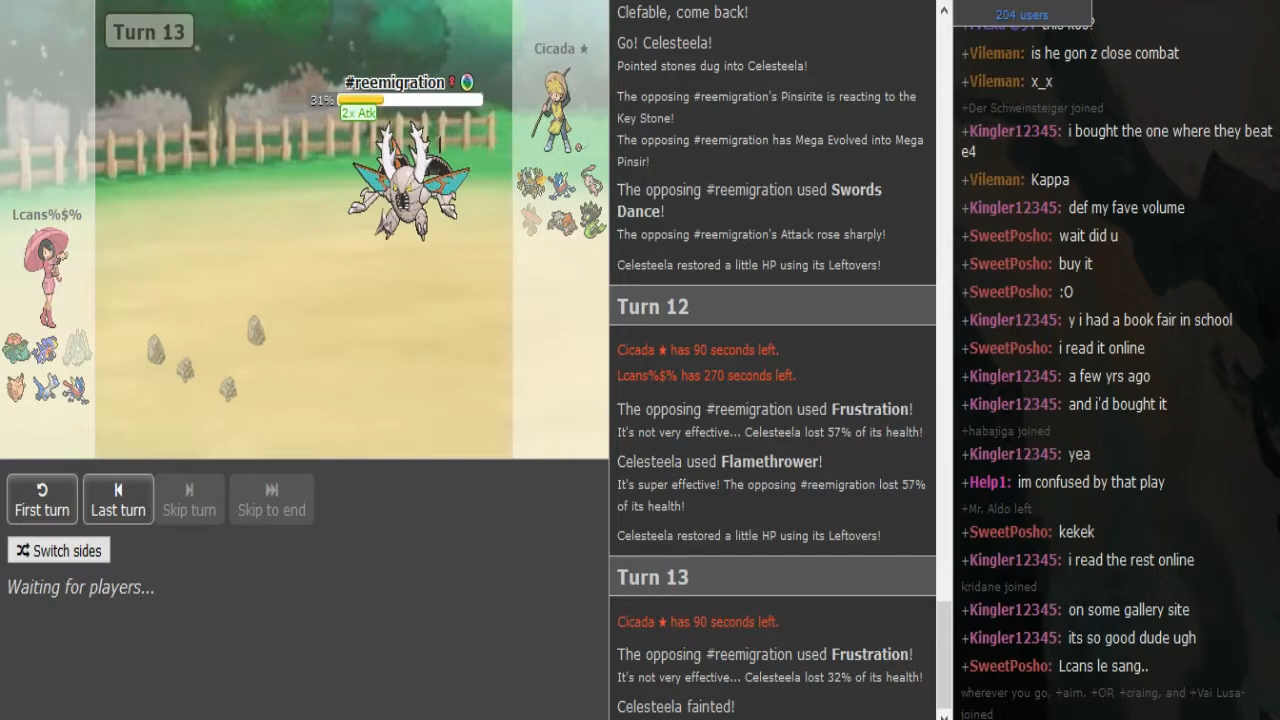 Turn 13
#reemigration
31%
2x Atk
Cicada ★
Lcans%$%
First turn
Last turn
Skip turn
Skip to end
Switch sides
Waiting for players...
Clefable, come back!
Go! Celesteela!
Pointed stones dug into Celesteela!
The opposing #reemigration's Pinsirite is reacting to the
Key Stone!
The opposing #reemigration has Mega Evolved into Mega
Pinsir!
The opposing #reemigration used Swords
Dance!
The opposing #reemigration's Attack rose sharply!
Celesteela restored a little HP using its Leftovers!
Turn 12
Cicada ★ has 90 seconds left.
Lcans%$% has 270 seconds left.
The opposing #reemigration used Frustration!
It's not very effective... Celesteela lost 57% of its health!
Celesteela used Flamethrower!
It's super effective! The opposing #reemigration lost 57%
of its health!
Celesteela restored a little HP using its Leftovers!
Turn 13
Cicada ★ has 90 seconds left.
The opposing #reemigration used Frustration!
It's not very effective... Celesteela lost 32% of its health!
Celesteela fainted!
204 users
+Vileman: is he gon z close combat
+Vileman: x_x
+Der Schweinsteiger joined
+Kingler12345: i bought the one where they beat
e4
+Vileman: Kappa
+Kingler12345: def my fave volume
+SweetPosho: wait did u
+SweetPosho: buy it
+SweetPosho: :O
+Kingler12345: y i had a book fair in school
+SweetPosho: i read it online
+Kingler12345: a few yrs ago
+Kingler12345: and i'd bought it
+habajiga joined
+Kingler12345: yea
+Help1: im confused by that play
+Mr. Aldo left
+SweetPosho: kekek
+Kingler12345: i read the rest online
kridane joined
+Kingler12345: on some gallery site
+Kingler12345: its so good dude ugh
+SweetPosho: Lcans le sang..
wherever you go, +aim, +OP, +craing, and +Vai Lusa-
joined